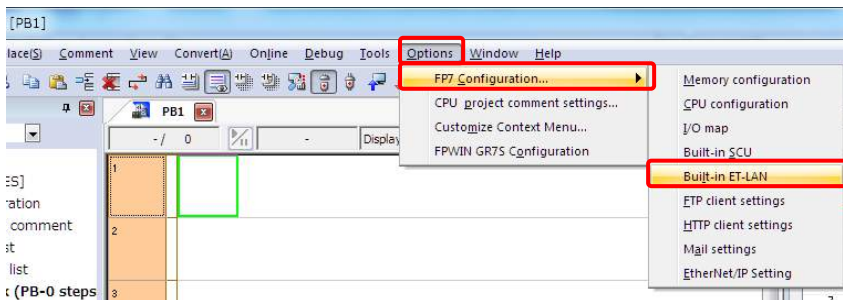 [PB1]
lace(S) Comment View Convert(A) Online Debug Tools Options Window Help
FP7 Configuration...
CPU project comment settings...
Customize Context Menu...
FPWIN GR7S Configuration
Memory configuration
CPU configuration
I/O map
Built-in SCU
Built-in ET-LAN
FTP client settings
HTTP client settings
Mail settings
EtherNet/IP Setting
PB1
- / 0 - Display
ES]
ration
comment
st
list
k (PB-0 steps
1
2
3